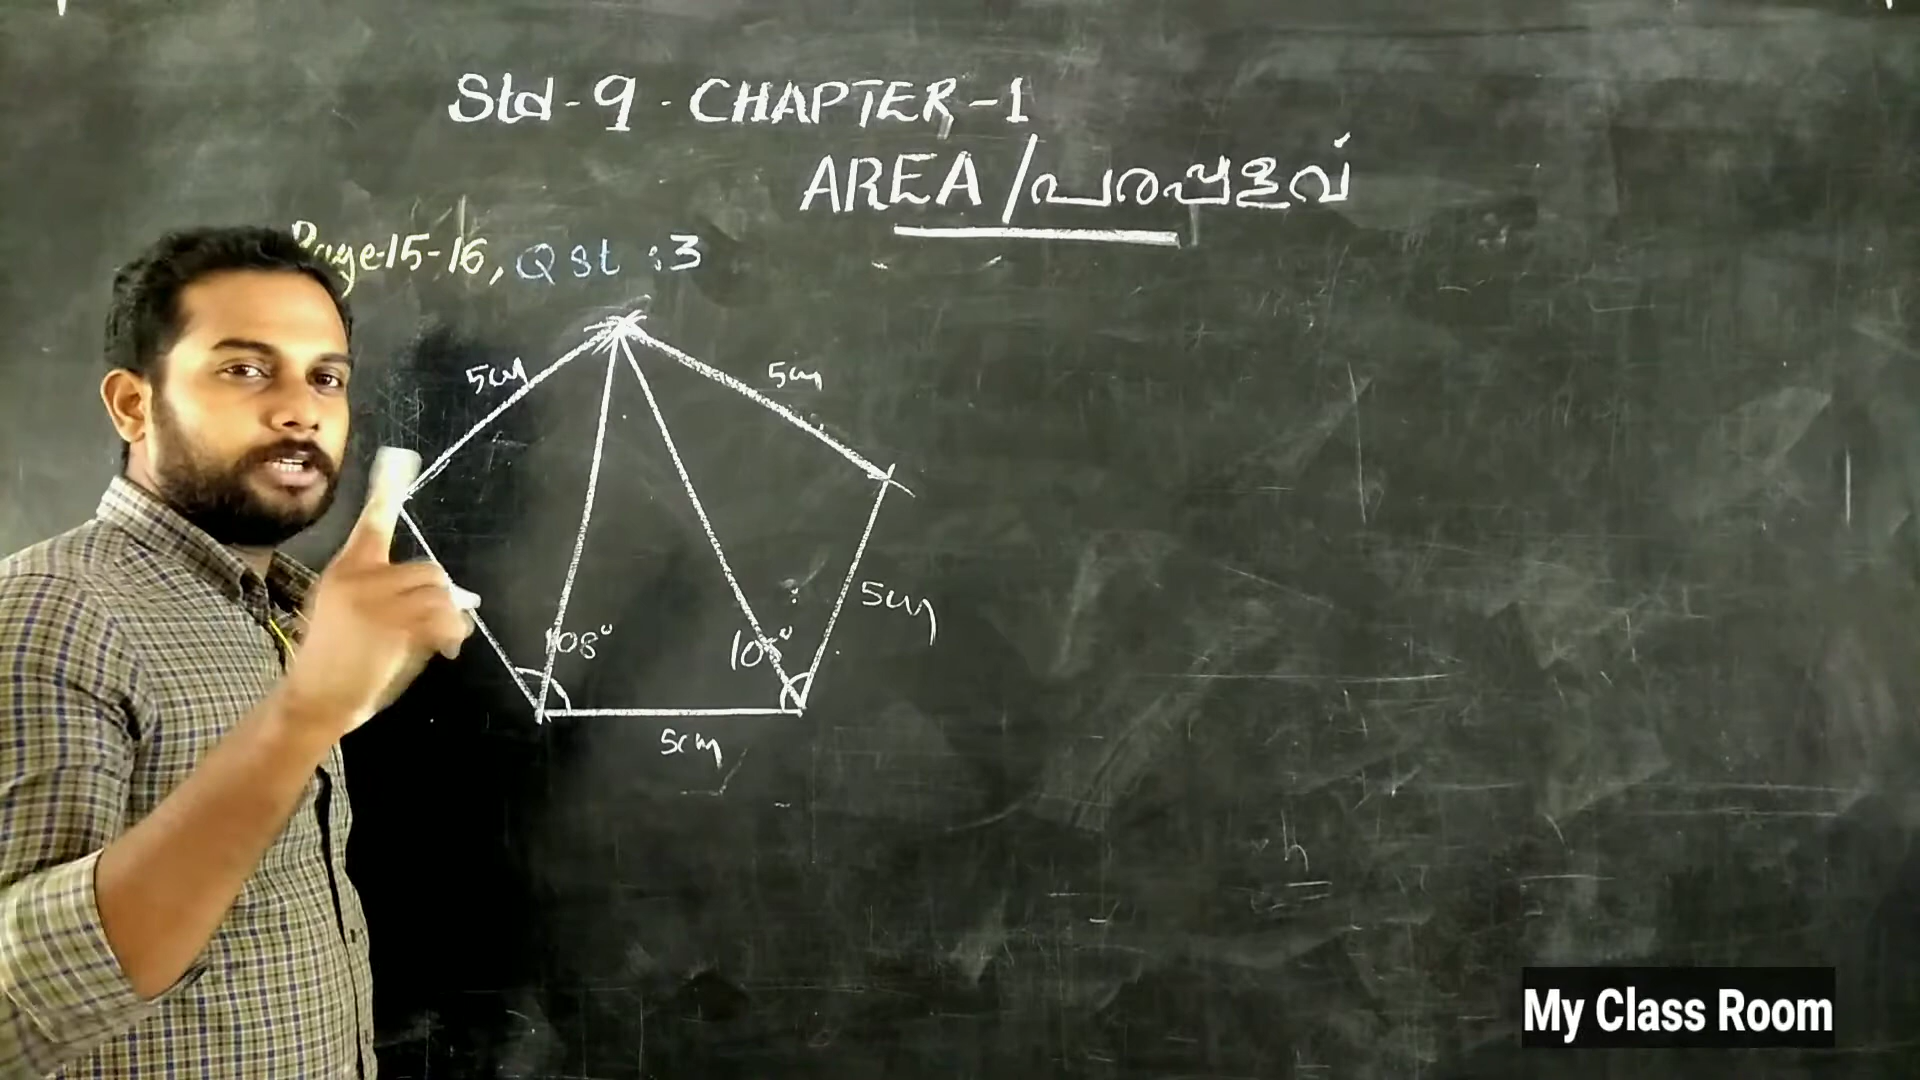 Std-9-CHAPTER-1
AREA/പരപ്പളവ്
Page-15-16, Qst :3
5cm
5cm
5cm
108°
108°
5cm
h
My Class Room